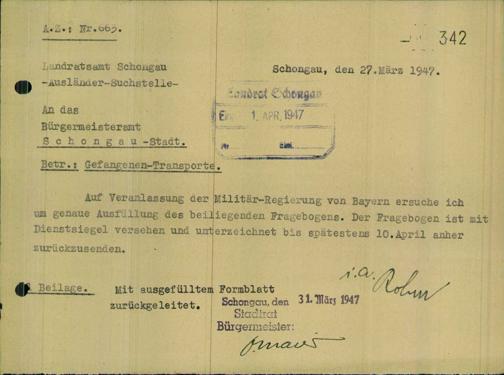 A.Z.: Nr.665.
342
Landratsamt Schongau
-Ausländer-Suchstelle-
Schongau, den 27.März 1947.
Landrat Schongau
1. APR. 1947
An das
Bürgermeisteramt
Schongau-Stadt.
Betr.: Gefangenen-Transporte.
Auf Veranlassung der Militär-Regierung von Bayern ersuche ich
um genaue Ausfüllung des beiliegenden Fragebogens. Der Fragebogen ist mit
Dienstsiegel versehen und unterzeichnet bis spätestens 10.April anher
zurückzusenden.
i.A.
Beilage.
Mit ausgefülltem Formblatt
zurückgeleitet.
Schongau, den 31. März 1947
Stadtrat
Bürgermeister: